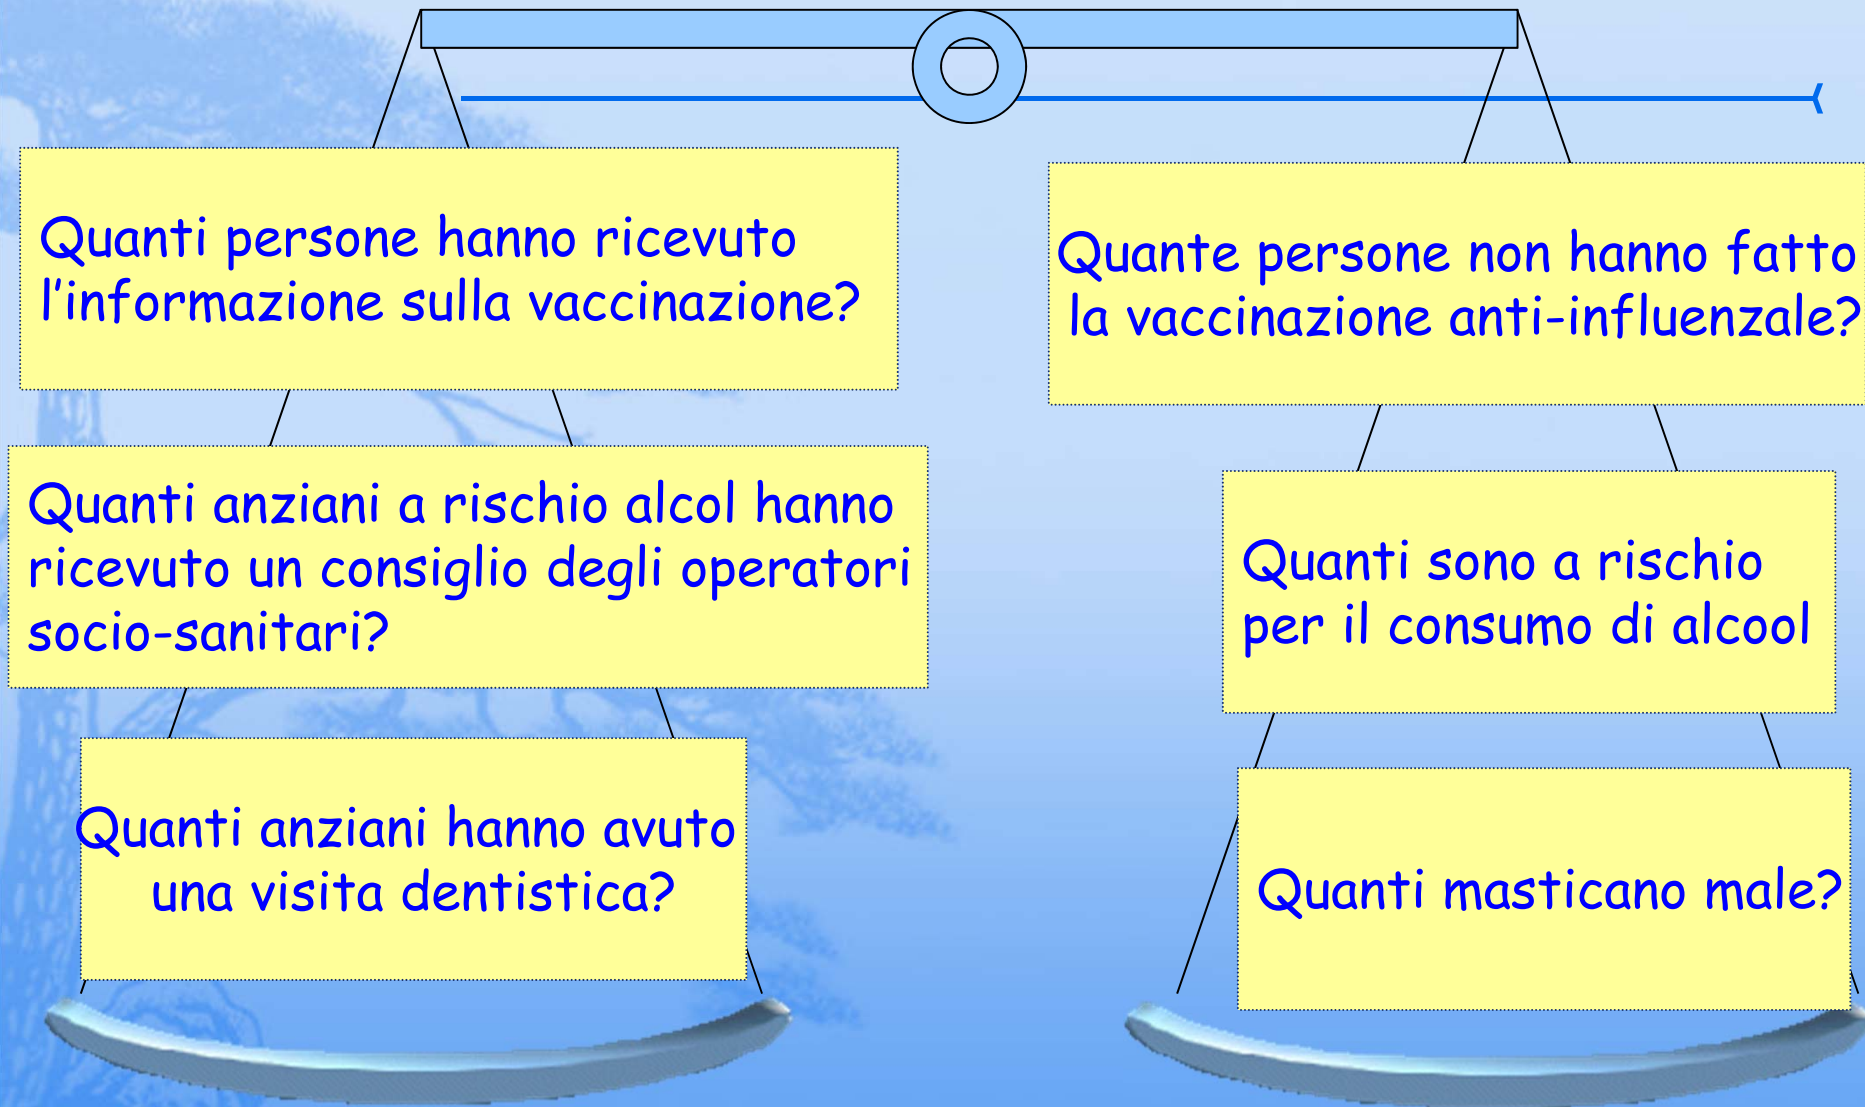 Quanti persone hanno ricevuto
l'informazione sulla vaccinazione?
Quante persone non hanno fatto
la vaccinazione anti-influenzale?
Quanti anziani a rischio alcol hanno
ricevuto un consiglio degli operatori
socio-sanitari?
Quanti sono a rischio
per il consumo di alcool
Quanti anziani hanno avuto
una visita dentistica?
Quanti masticano male?